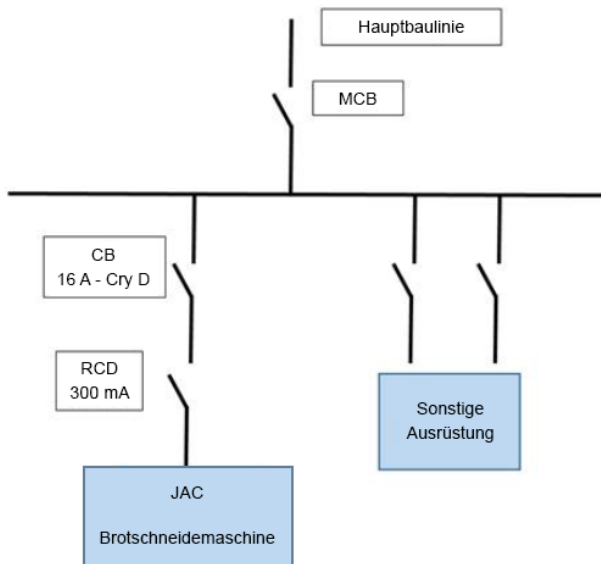 Hauptbaulinie
MCB
CB
16 A - Cry D
RCD
300 mA
Sonstige
Ausrüstung
JAC
Brotschneidemaschine